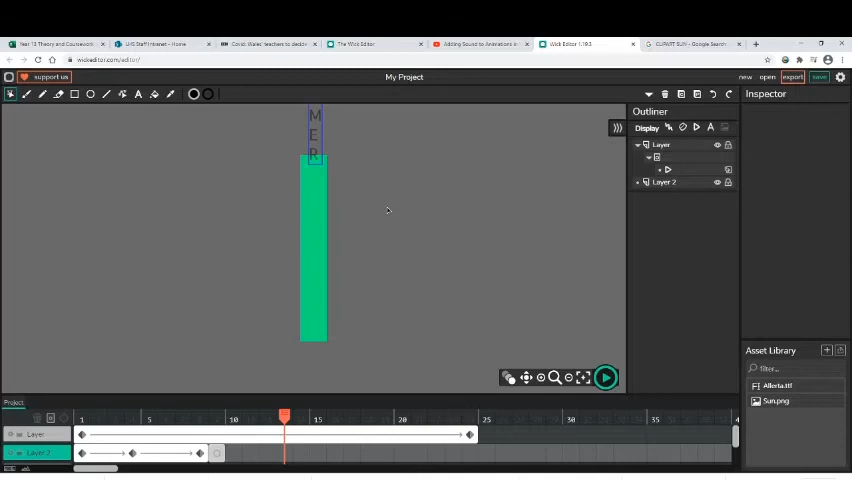 Year 13 Theory and Coursework
UHS Staff Intranet - Home
Covid: Wales' teachers to decide
The Wick Editor
Adding Sound to Animations in
Wick Editor 1.19.3
CLIPART SUN - Google Search
wickeditor.com/editor/
support us
My Project
new
open
export
save
Inspector
Outliner
Display
Layer
Layer 2
M
E
R
Asset Library
filter...
Allerta.ttf
Sun.png
Project
1
5
10
15
20
25
30
35
4
Layer
Layer 2